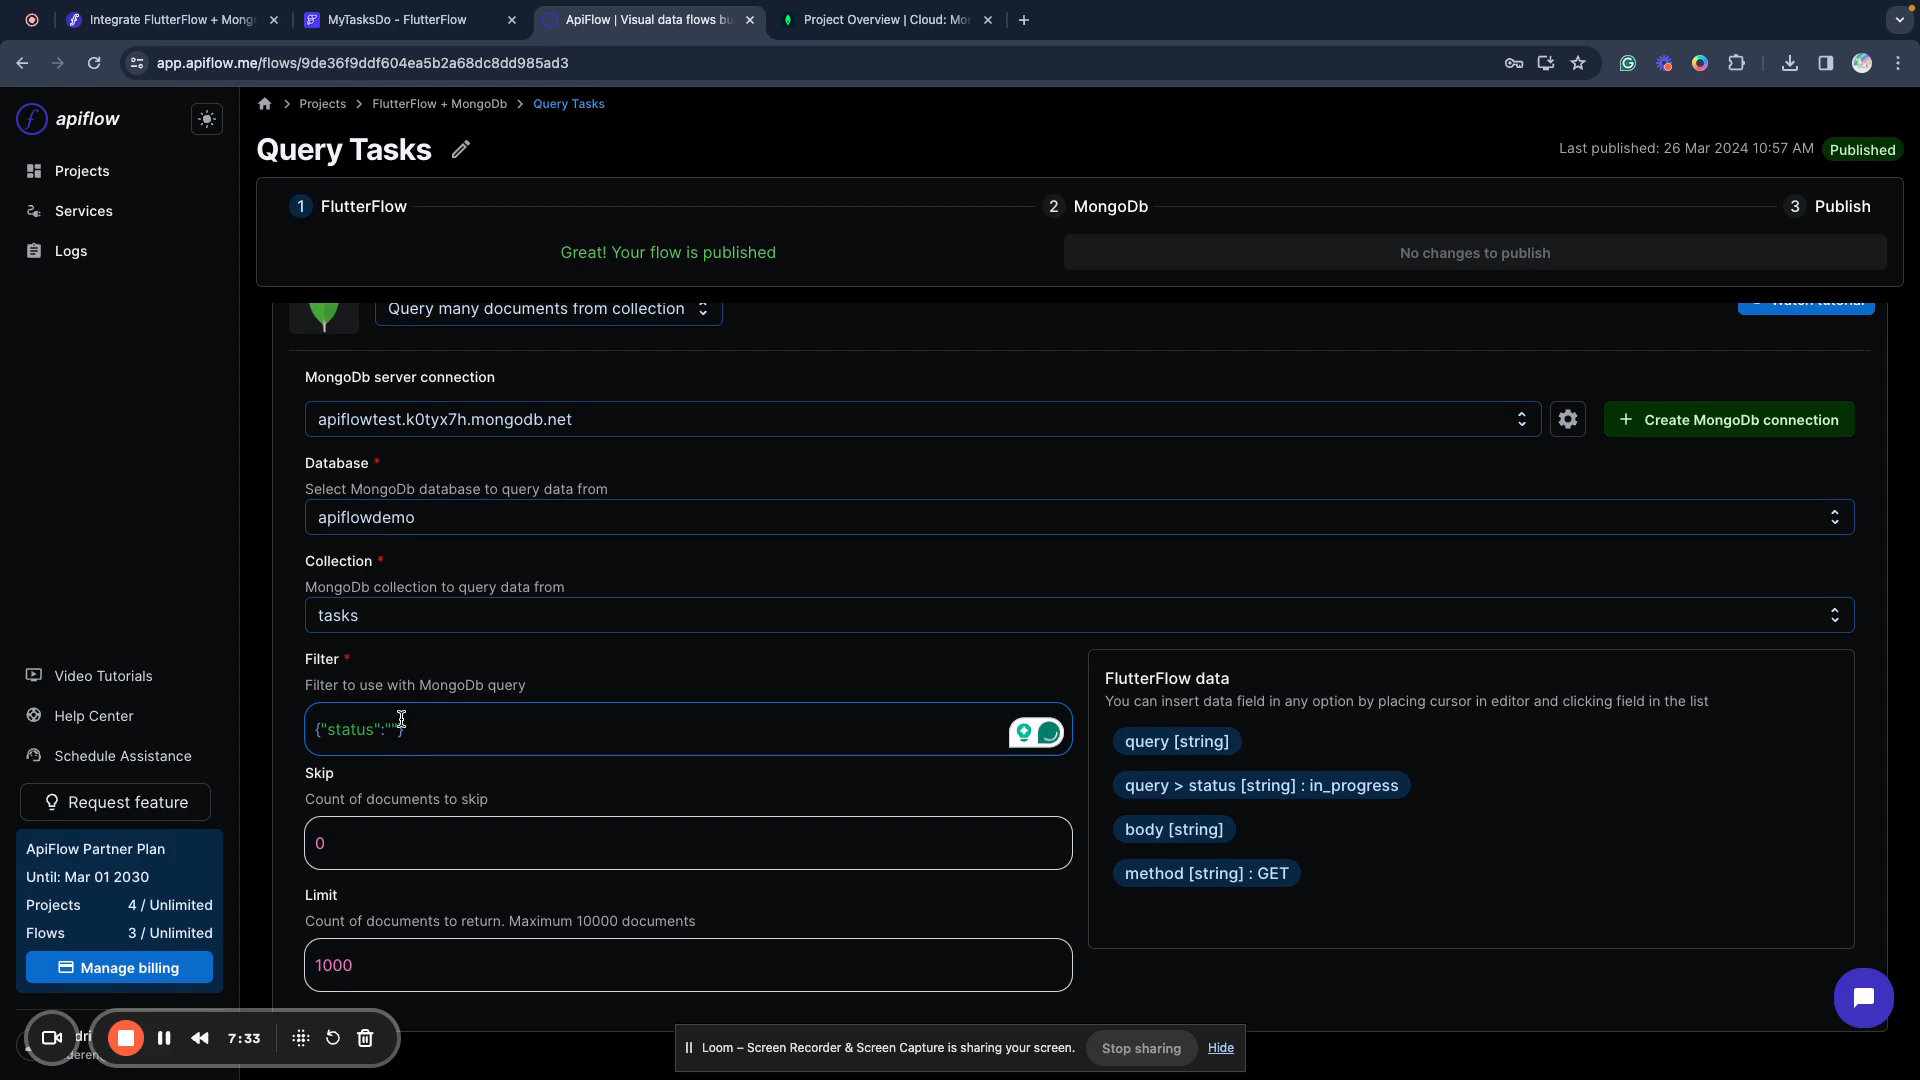 Integrate FlutterFlow + Mong
MyTasksDo - FlutterFlow
ApiFlow | Visual data flows bu
Project Overview | Cloud: Mon
app.apiflow.me/flows/9de36f9ddf604ea5b2a68dc8dd985ad3
apiflow
Projects
Services
Logs
Projects > FlutterFlow + MongoDb > Query Tasks
Query Tasks
Last published: 26 Mar 2024 10:57 AM Published
1 FlutterFlow
2 MongoDb
3 Publish
Great! Your flow is published
No changes to publish
Query many documents from collection
Watch tutorial
MongoDb server connection
apiflowtest.k0tyx7h.mongodb.net
+ Create MongoDb connection
Database *
Select MongoDb database to query data from
apiflowdemo
Collection *
MongoDb collection to query data from
tasks
Filter *
Filter to use with MongoDb query
{"status":""}
Skip
Count of documents to skip
0
Limit
Count of documents to return. Maximum 10000 documents
1000
FlutterFlow data
You can insert data field in any option by placing cursor in editor and clicking field in the list
query [string]
query > status [string] : in_progress
body [string]
method [string] : GET
Video Tutorials
Help Center
Schedule Assistance
Request feature
ApiFlow Partner Plan
Until: Mar 01 2030
Projects 4 / Unlimited
Flows 3 / Unlimited
Manage billing
7:33
Loom – Screen Recorder & Screen Capture is sharing your screen.
Stop sharing
Hide